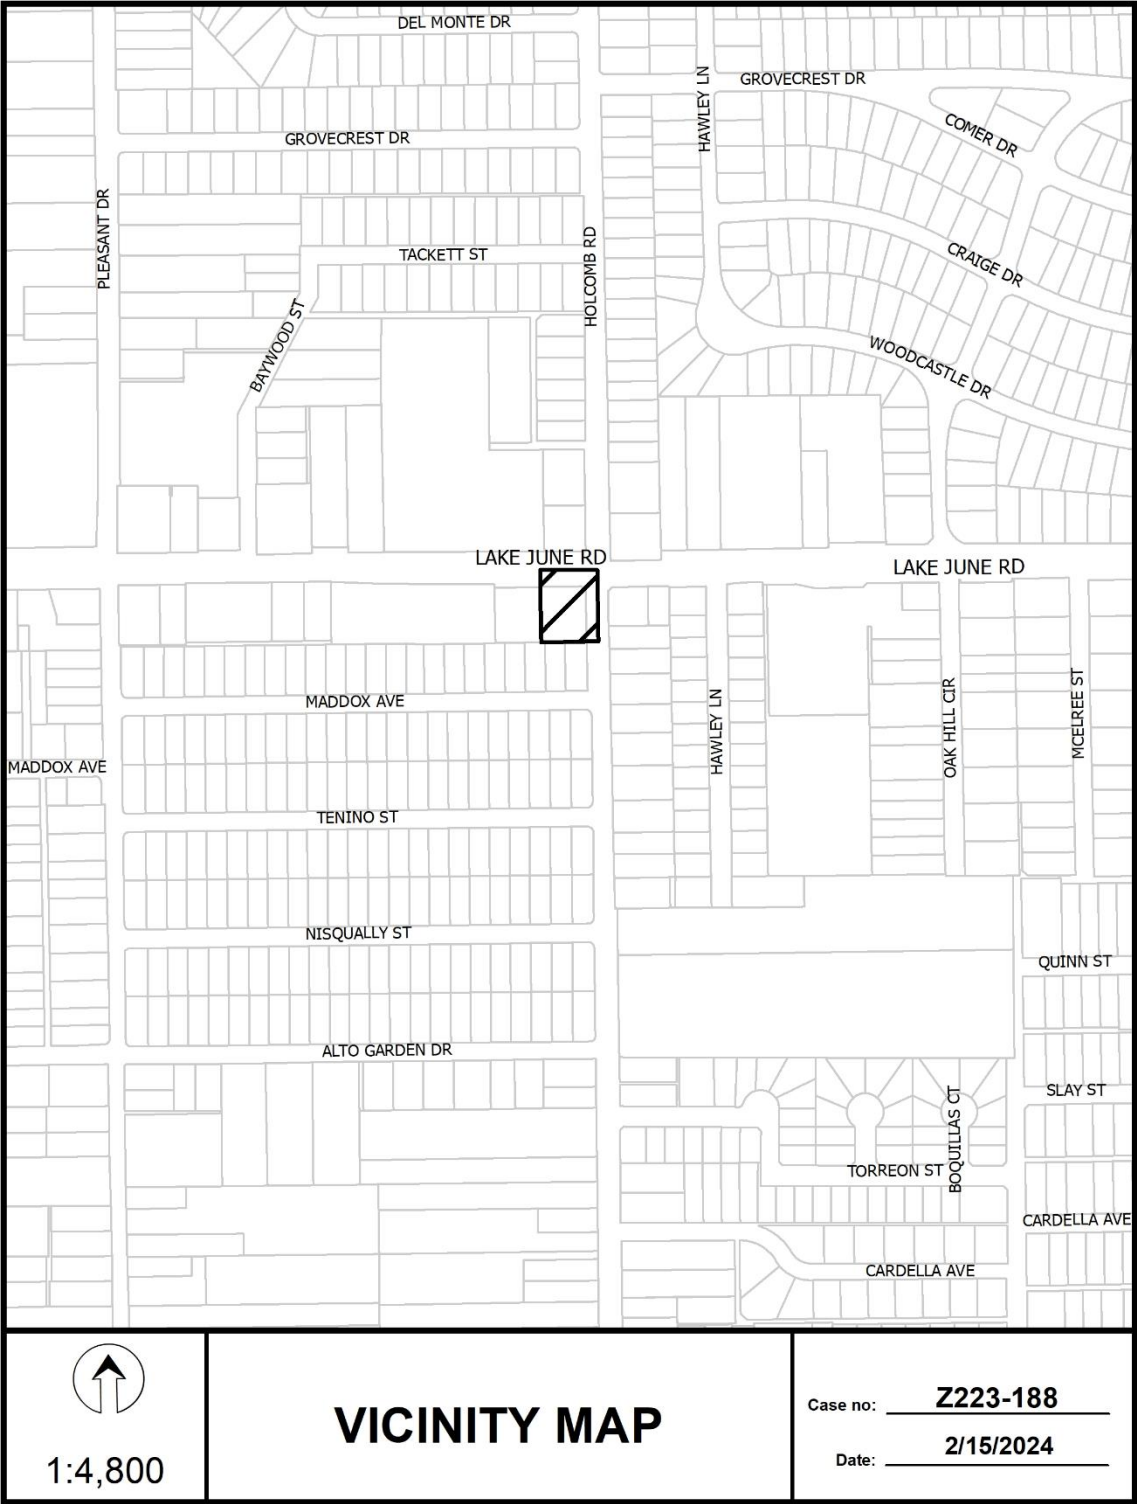 DEL MONTE DR
GROVECREST DR
HAWLEY LN
COMER DR
GROVECREST DR
PLEASANT DR
HOLCOMB RD
TACKETT ST
CRAIGE DR
BAYWOOD ST
WOODCASTLE DR
LAKE JUNE RD
LAKE JUNE RD
MADDOX AVE
HAWLEY LN
OAK HILL CIR
MCELREE ST
MADDOX AVE
TENINO ST
NISQUALLY ST
QUINN ST
ALTO GARDEN DR
SLAY ST
BOQUILLAS CT
TORREON ST
CARDELLA AVE
CARDELLA AVE
1:4,800
VICINITY MAP
Case no: Z223-188
Date: 2/15/2024